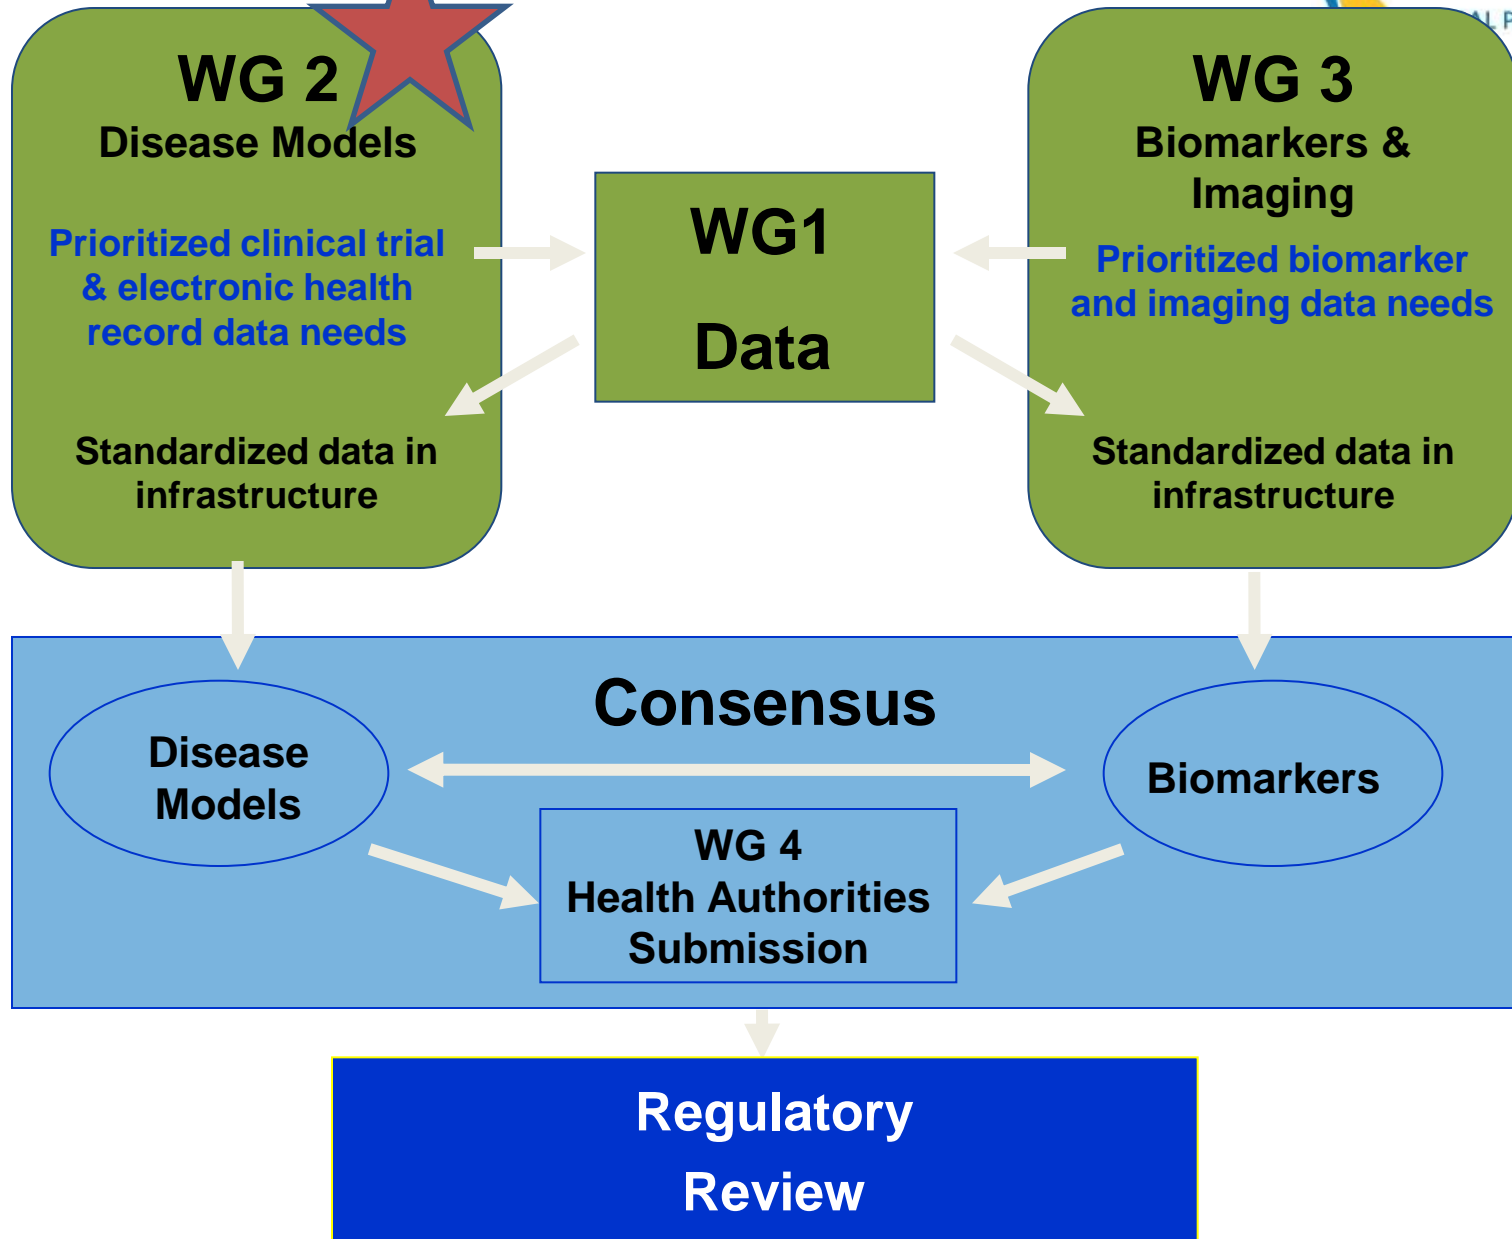 WG 2
Disease Models
Prioritized clinical trial
& electronic health
record data needs
Standardized data in
infrastructure
WG1
Data
WG 3
Biomarkers &
Imaging
Prioritized biomarker
and imaging data needs
Standardized data in
infrastructure
Consensus
Disease
Models
Biomarkers
WG 4
Health Authorities
Submission
Regulatory
Review